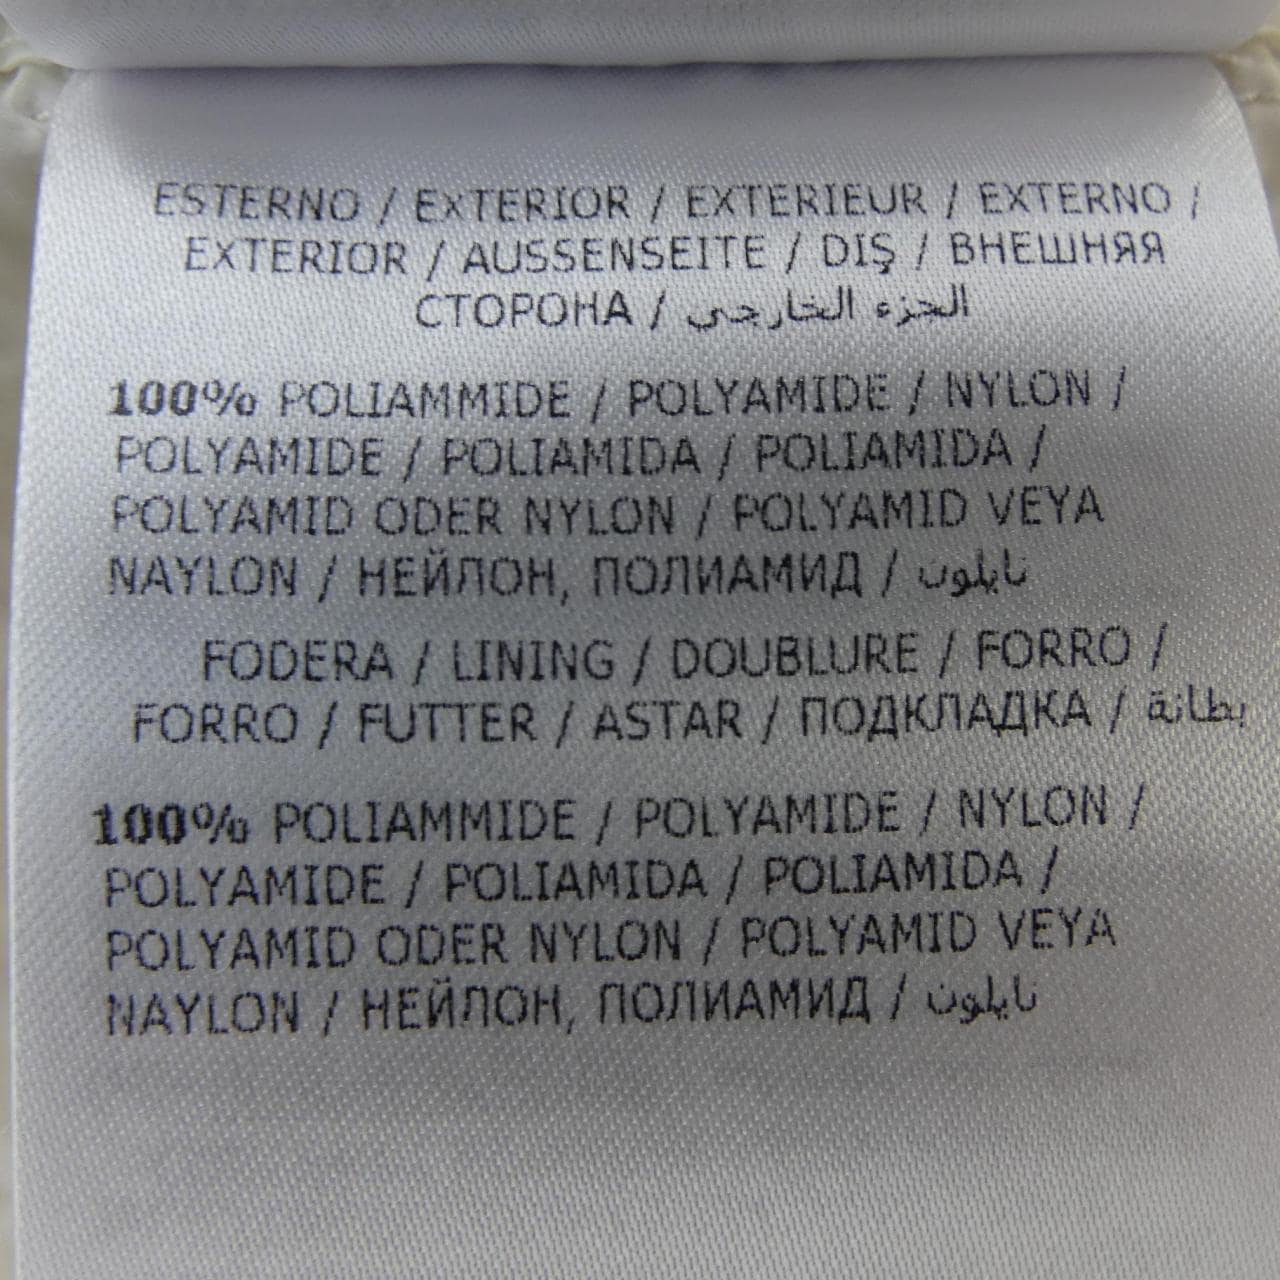 ESTERNO / EXTERIOR / EXTERIEUR / EXTERNO /
EXTERIOR / AUSSENSEITE / DIŞ / ВНЕШНЯЯ
СТОРОНА / الجزء الخارجي
100% POLIAMMIDE / POLYAMIDE / NYLON /
POLYAMIDE / POLIAMIDA / POLIAMIDA /
POLYAMID ODER NYLON / POLYAMID VEYA
NAYLON / НЕЙЛОН, ПОЛИАМИД / نايلون
FODERA / LINING / DOUBLURE / FORRO /
FORRO / FUTTER / ASTAR / ПОДКЛАДКА / بطانة
100% POLIAMMIDE / POLYAMIDE / NYLON /
POLYAMIDE / POLIAMIDA / POLIAMIDA /
POLYAMID ODER NYLON / POLYAMID VEYA
NAYLON / НЕЙЛОН, ПОЛИАМИД / نايلون